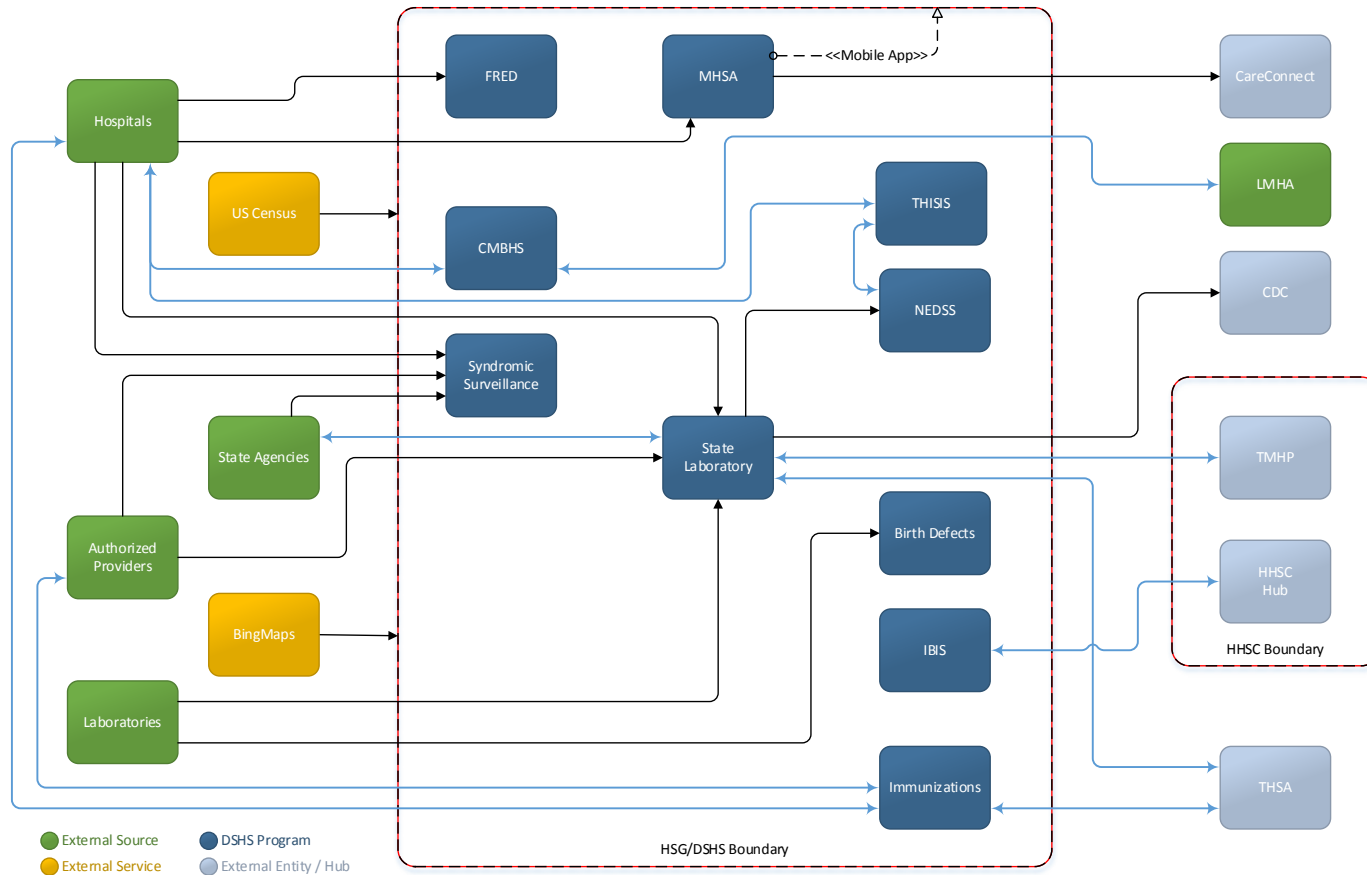 <<Mobile App>>
FRED
MHSA
CareConnect
Hospitals
LMHA
US Census
THISIS
CMBHS
CDC
NEDSS
Syndromic
Surveillance
State Agencies
State
Laboratory
TMHP
Birth Defects
Authorized
Providers
HHSC
Hub
BingMaps
IBIS
HHSC Boundary
Laboratories
Immunizations
THSA
External Source
DSHS Program
HSG/DSHS Boundary
External Service
External Entity / Hub